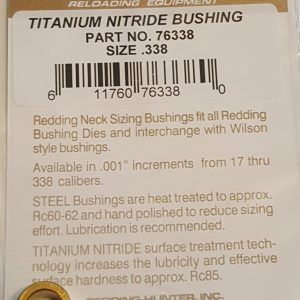 RELOADING EQUIPMENT
TITANIUM NITRIDE BUSHING
PART NO. 76338
SIZE .338
6 11760 76338 0
Redding Neck Sizing Bushings fit all Redding
Bushing Dies and interchange with Wilson
style bushings.
Available in .001" increments from 17 thru
338 calibers.
STEEL Bushings are heat treated to approx.
Rc60-62 and hand polished to reduce sizing
effort. Lubrication is recommended.
TITANIUM NITRIDE surface treatment tech-
nology increases the lubricity and effective
surface hardness to approx. Rc85.
REDDING-HUNTER, INC.